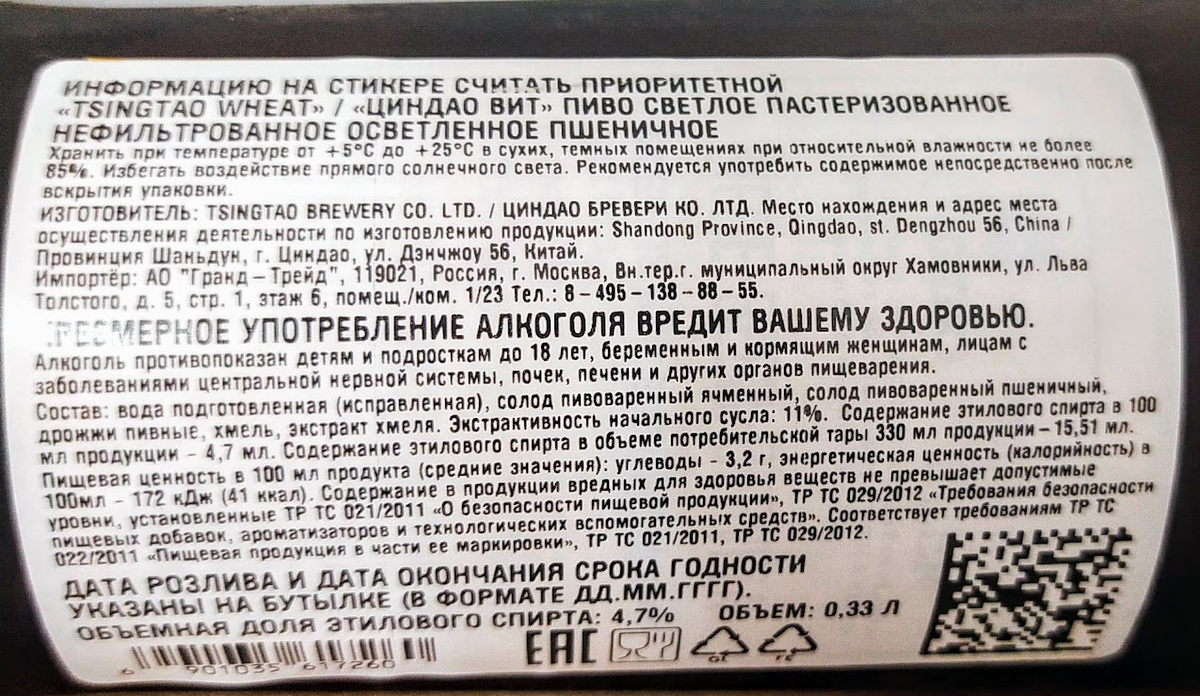 ИНФОРМАЦИЮ НА СТИКЕРЕ СЧИТАТЬ ПРИОРИТЕТНОЙ
«TSINGTAO WHEAT» / «ЦИНДАО ВИТ» ПИВО СВЕТЛОЕ ПАСТЕРИЗОВАННОЕ
НЕФИЛЬТРОВАННОЕ ОСВЕТЛЕННОЕ ПШЕНИЧНОЕ
Хранить при температуре от +5°С до +25°С в сухих, темных помещениях при относительной влажности не более
85%. Избегать воздействие прямого солнечного света. Рекомендуется употребить содержимое непосредственно после
вскрытия упаковки.
ИЗГОТОВИТЕЛЬ: TSINGTAO BREWERY CO. LTD. / ЦИНДАО БРЕВЕРИ КО. ЛТД. Место нахождения и адрес места
осуществления деятельности по изготовлению продукции: Shandong Province, Qingdao, st. Dengzhou 56, China /
Провинция Шаньдун, г. Циндао, ул. Дэнчжоу 56, Китай.
Импортёр: АО "Гранд-Трейд", 119021, Россия, г. Москва, Вн.тер.г. муниципальный округ Хамовники, ул. Льва
Толстого, д. 5, стр. 1, этаж 6, помещ./ком. 1/23 Тел.: 8-495-138-88-55.
ЧРЕЗМЕРНОЕ УПОТРЕБЛЕНИЕ АЛКОГОЛЯ ВРЕДИТ ВАШЕМУ ЗДОРОВЬЮ.
Алкоголь противопоказан детям и подросткам до 18 лет, беременным и кормящим женщинам, лицам с
заболеваниями центральной нервной системы, почек, печени и других органов пищеварения.
Состав: вода подготовленная (исправленная), солод пивоваренный ячменный, солод пивоваренный пшеничный,
дрожжи пивные, хмель, экстракт хмеля. Экстрактивность начального сусла: 11%. Содержание этилового спирта в 100
мл продукции - 4,7 мл. Содержание этилового спирта в объеме потребительской тары 330 мл продукции-15,51 мл.
Пищевая ценность в 100 мл продукта (средние значения): углеводы - 3,2 г, энергетическая ценность (калорийность) в
100мл - 172 кДж (41 ккал). Содержание в продукции вредных для здоровья веществ не превышает допустимые
уровни, установленные ТР ТС 021/2011 «О безопасности пищевой продукции», ТР ТС 029/2012 «Требования безопасности
пищевых добавок, ароматизаторов и технологических вспомогательных средств». Соответствует требованиям ТР ТС
022/2011 «Пищевая продукция в части ее маркировки», ТР ТС 021/2011, ТР ТС 029/2012.
ДАТА РОЗЛИВА И ДАТА ОКОНЧАНИЯ СРОКА ГОДНОСТИ
УКАЗАНЫ НА БУТЫЛКЕ (В ФОРМАТЕ ДД.ММ.ГГГГ).
ОБЪЕМНАЯ ДОЛЯ ЭТИЛОВОГО СПИРТА: 4,7% ОБЪЕМ: 0,33 Л
6 901035 617260 EAC